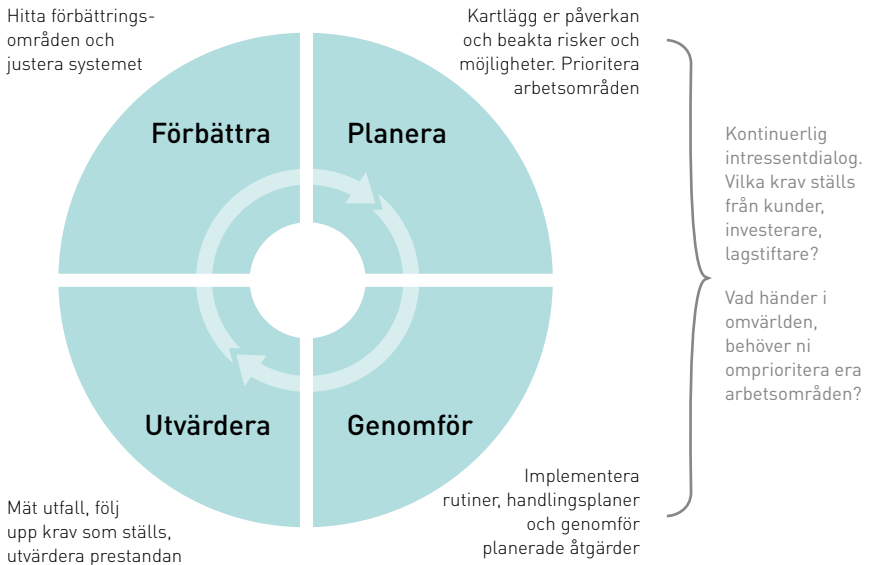 Hitta förbättrings-
områden och
justera systemet
Kartlägg er påverkan
och beakta risker och
möjligheter. Prioritera
arbetsområden
Förbättra
Planera
Kontinuerlig
intressentdialog.
Vilka krav ställs
från kunder,
investerare,
lagstiftare?
Vad händer i
omvärlden,
behöver ni
omprioritera era
arbetsområden?
Utvärdera
Genomför
Mät utfall, följ
upp krav som ställs,
utvärdera prestandan
Implementera
rutiner, handlingsplaner
och genomför
planerade åtgärder